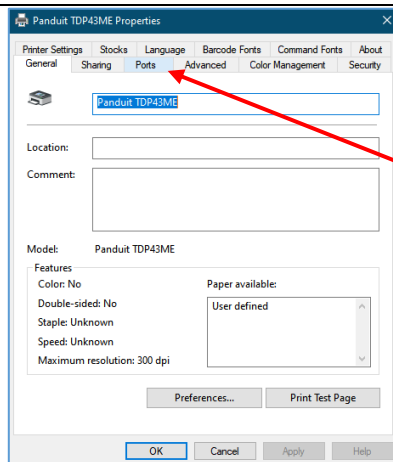 Panduit TDP43ME Properties
Printer Settings Stocks Language Barcode Fonts Command Fonts About
General Sharing Ports Advanced Color Management Security
Panduit TDP43ME
Location:
Comment:
Model: Panduit TDP43ME
Features
Color: No
Paper available:
Double-sided: No
User defined
Staple: Unknown
Speed: Unknown
Maximum resolution: 300 dpi
Preferences...
Print Test Page
OK Cancel Apply Help